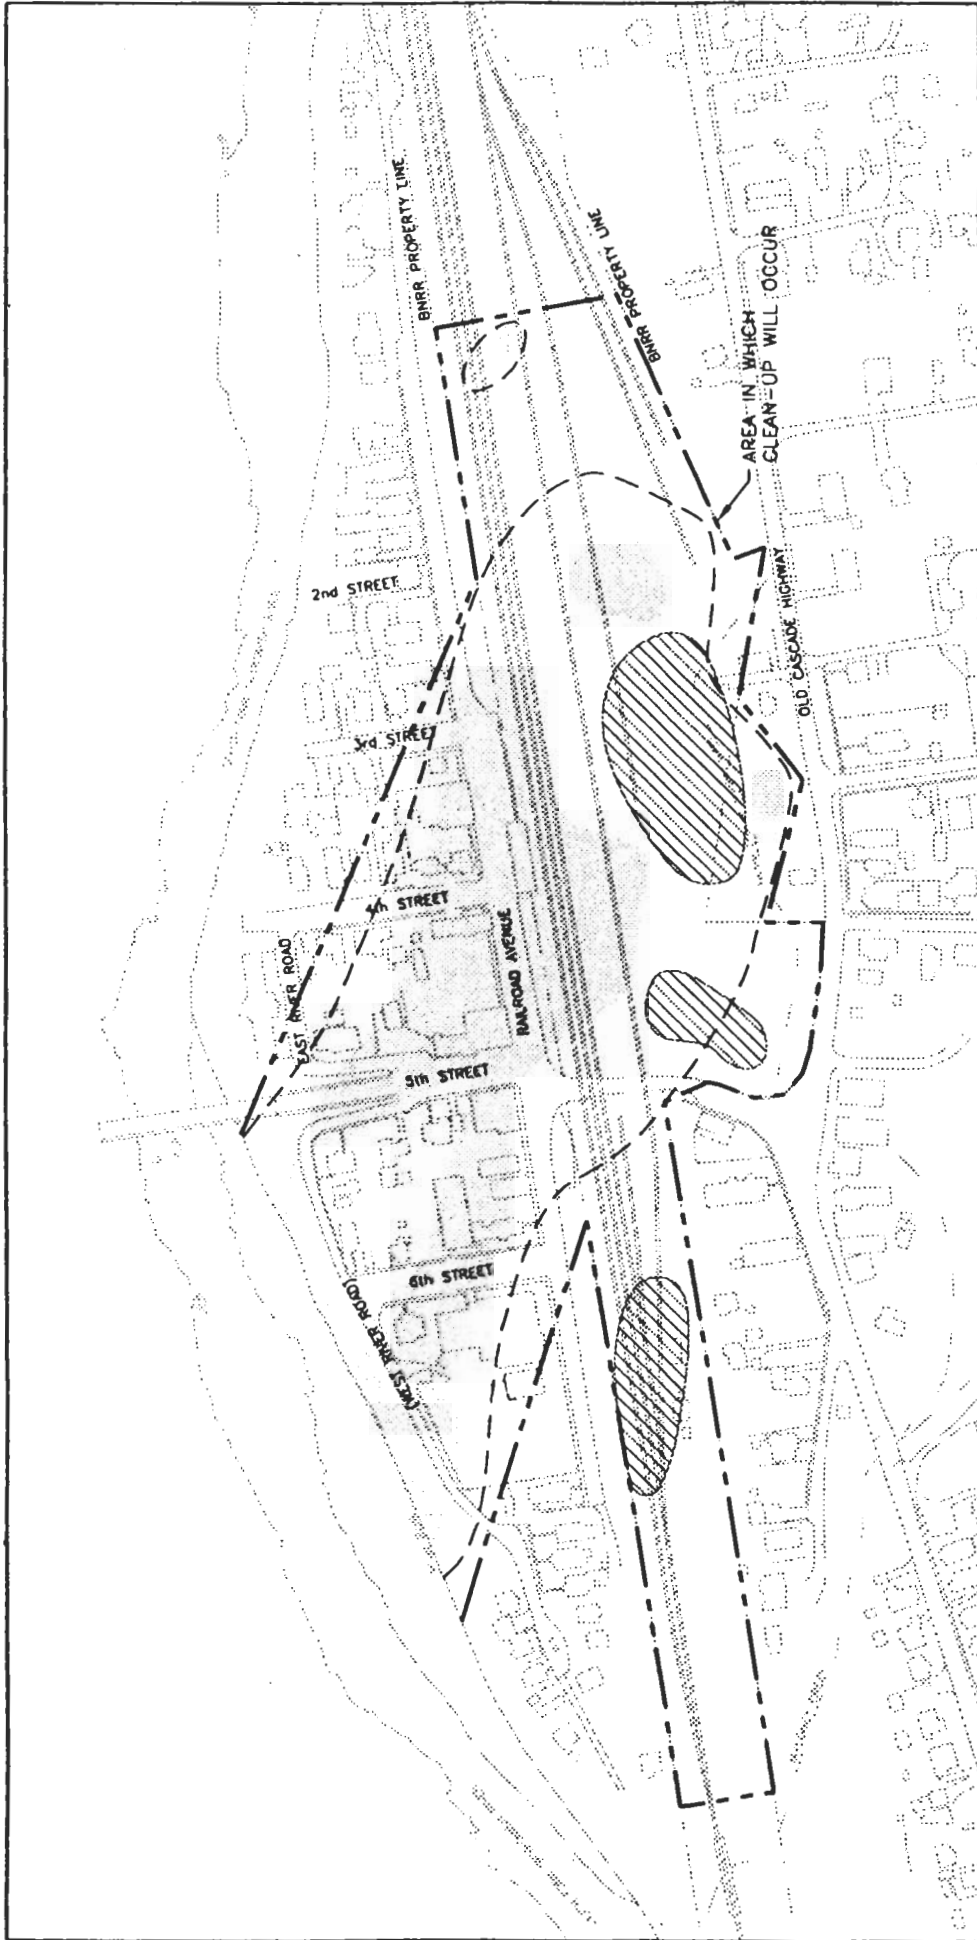 BNRR PROPERTY LINE
BNRR PROPERTY LINE
AREA IN WHICH
CLEAN-UP WILL OCCUR
2nd STREET
OLD CASCADE HIGHWAY
3rd STREET
4th STREET
EAST RIVER ROAD
RAILROAD AVENUE
5th STREET
6th STREET
(WEST RIVER ROAD)